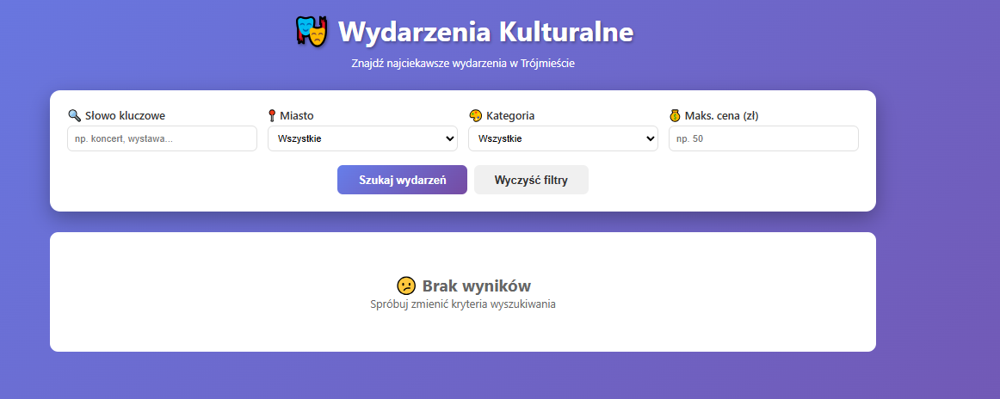 Wydarzenia Kulturalne
Znajdź najciekawsze wydarzenia w Trójmieście
Słowo kluczowe
Miasto
Kategoria
Maks. cena (zł)
np. koncert, wystawa...
Wszystkie
Wszystkie
np. 50
Szukaj wydarzeń
Wyczyść filtry
Brak wyników
Spróbuj zmienić kryteria wyszukiwania